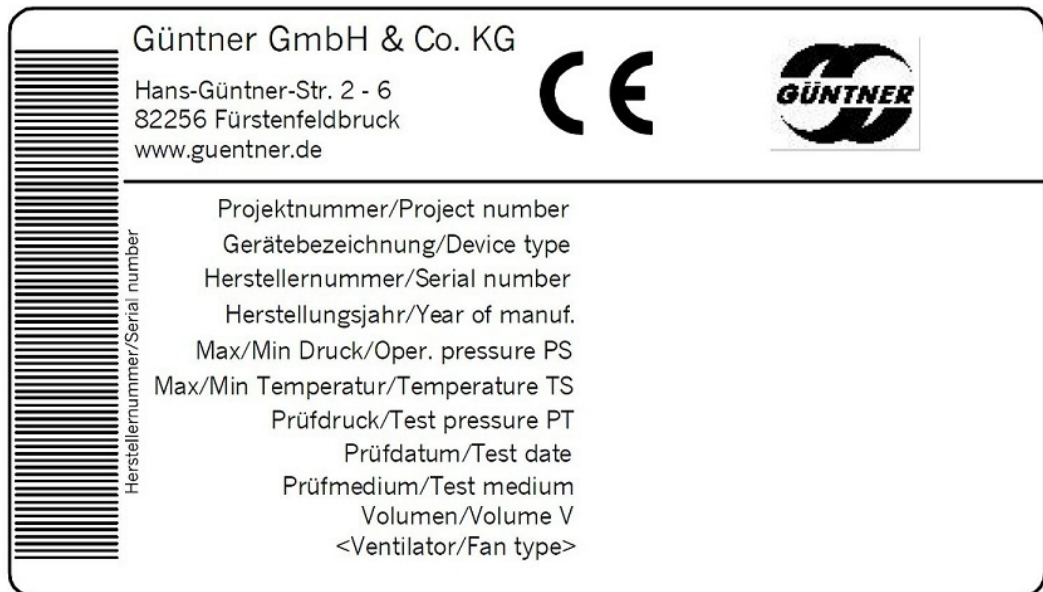 Güntner GmbH & Co. KG
Hans-Güntner-Str. 2 - 6
82256 Fürstenfeldbruck
www.guentner.de
CE
GÜNTNER
Herstellernummer/Serial number
Projektnummer/Project number
Gerätebezeichnung/Device type
Herstellernummer/Serial number
Herstellungsjahr/Year of manuf.
Max/Min Druck/Oper. pressure PS
Max/Min Temperatur/Temperature TS
Prüfdruck/Test pressure PT
Prüfdatum/Test date
Prüfmedium/Test medium
Volumen/Volume V
<Ventilator/Fan type>